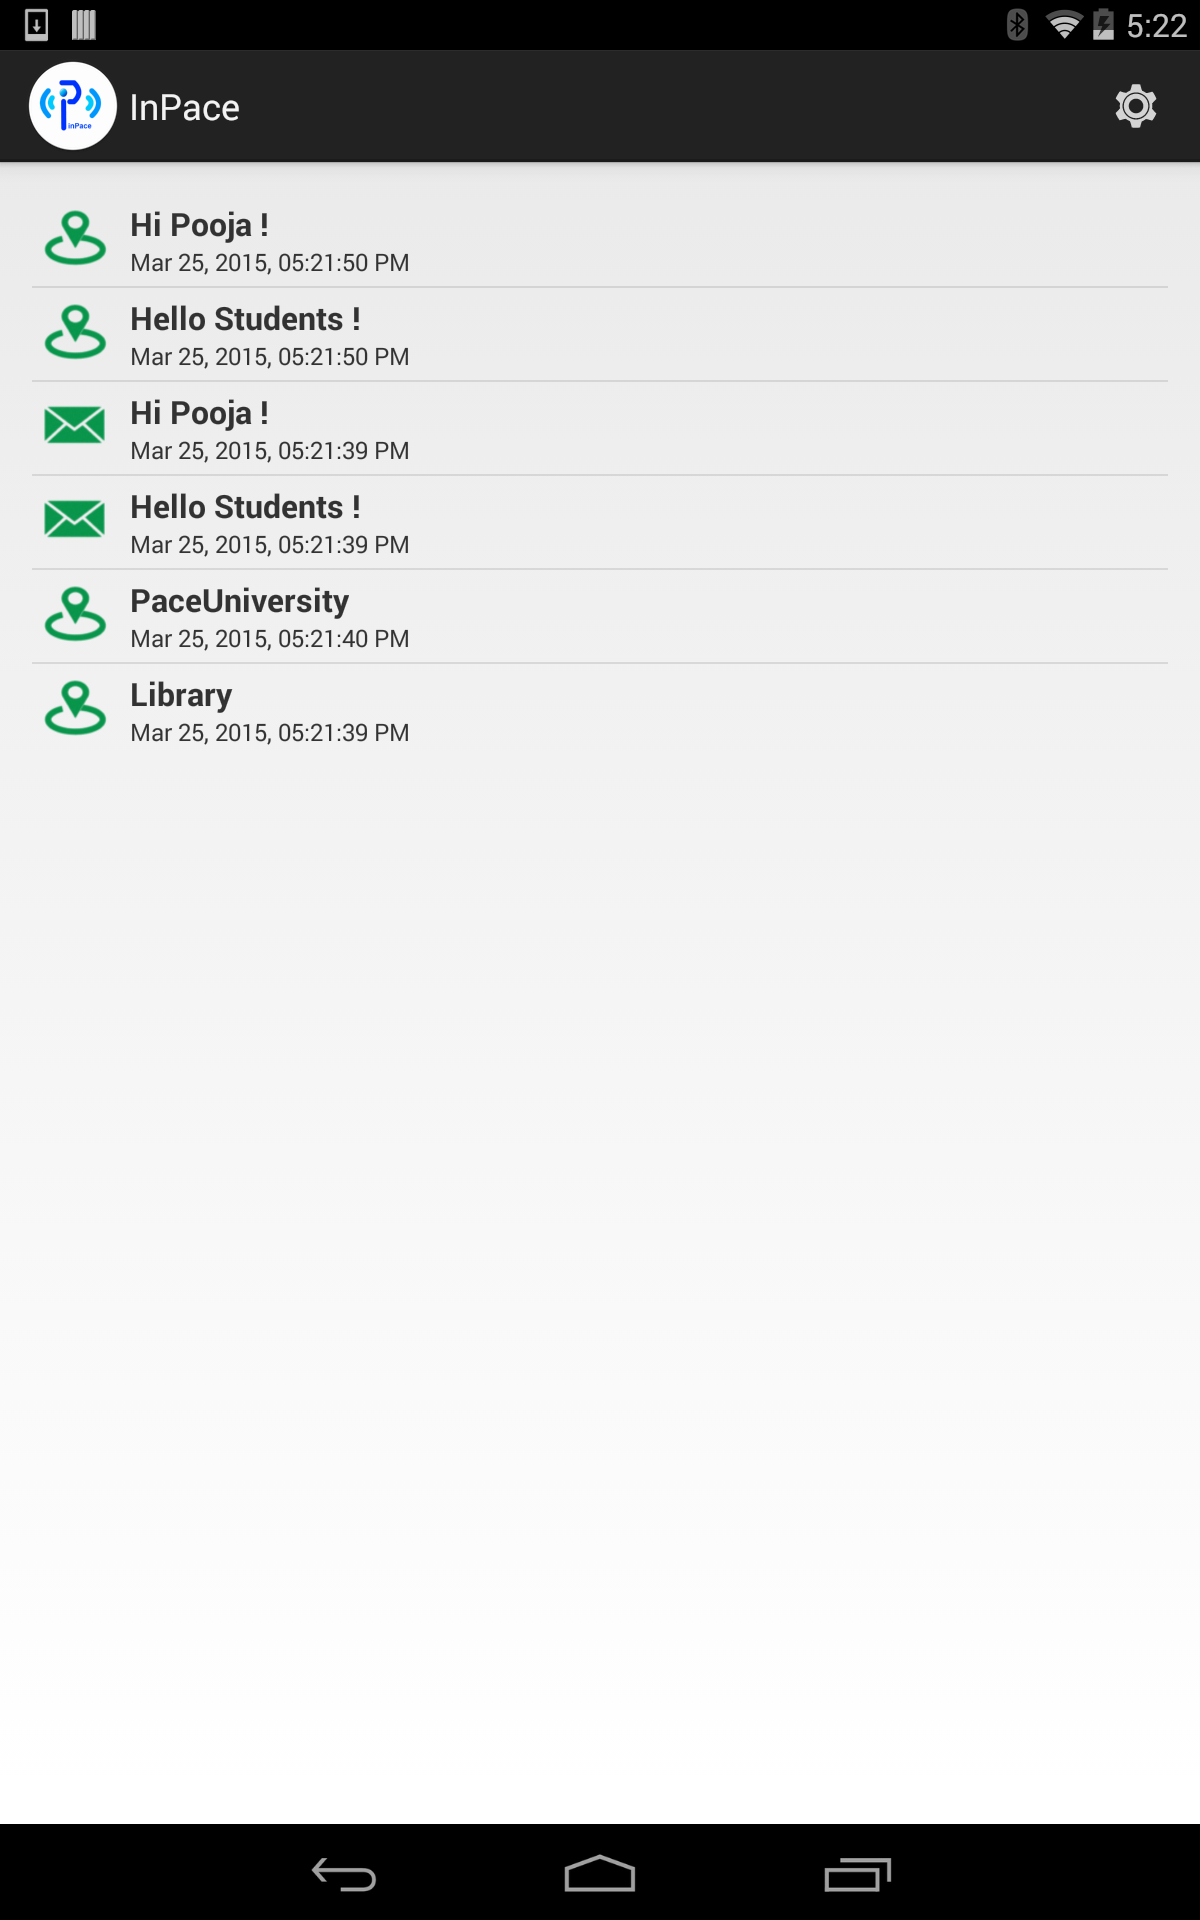 5:22
inPace
InPace
Hi Pooja !
Mar 25, 2015, 05:21:50 PM
Hello Students !
Mar 25, 2015, 05:21:50 PM
Hi Pooja !
Mar 25, 2015, 05:21:39 PM
Hello Students !
Mar 25, 2015, 05:21:39 PM
PaceUniversity
Mar 25, 2015, 05:21:40 PM
Library
Mar 25, 2015, 05:21:39 PM